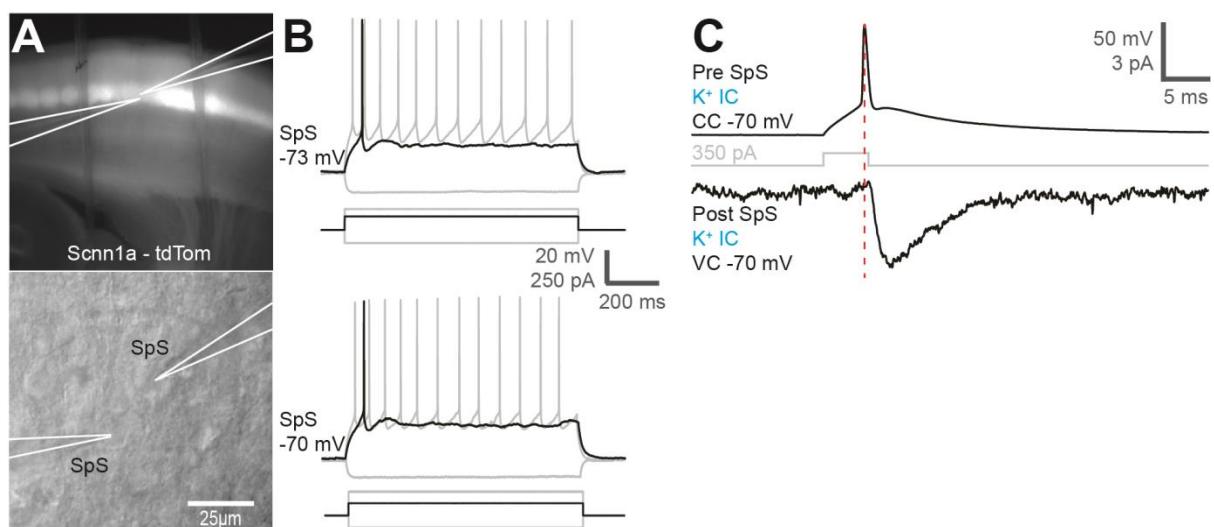 A
Scnn1a - tdTom
SpS
SpS
25µm
B
SpS
-73 mV
20 mV
250 pA
200 ms
SpS
-70 mV
C
Pre SpS
K⁺ IC
CC -70 mV
50 mV
3 pA
5 ms
350 pA
Post SpS
K⁺ IC
VC -70 mV